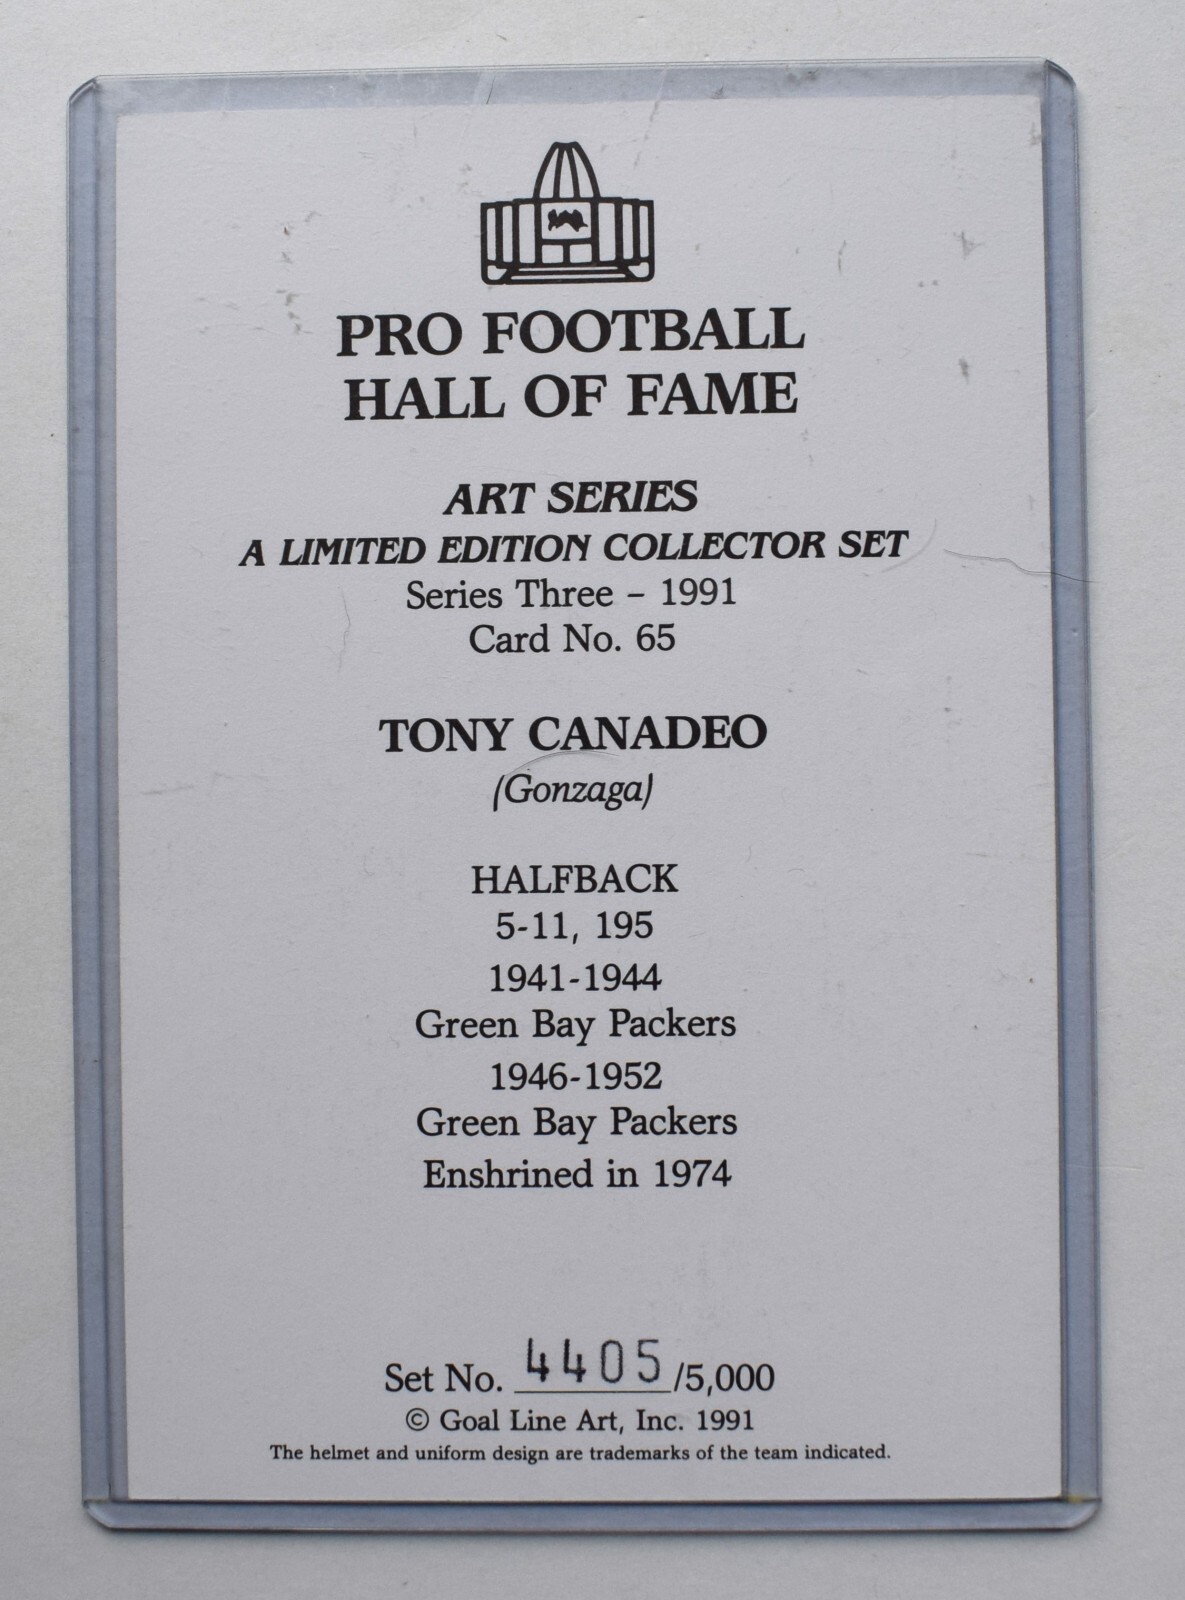 PRO FOOTBALL
HALL OF FAME
ART SERIES
A LIMITED EDITION COLLECTOR SET
Series Three – 1991
Card No. 65
TONY CANADEO
(Gonzaga)
HALFBACK
5-11, 195
1941-1944
Green Bay Packers
1946-1952
Green Bay Packers
Enshrined in 1974
Set No. 4405/5,000
© Goal Line Art, Inc. 1991
The helmet and uniform design are trademarks of the team indicated.